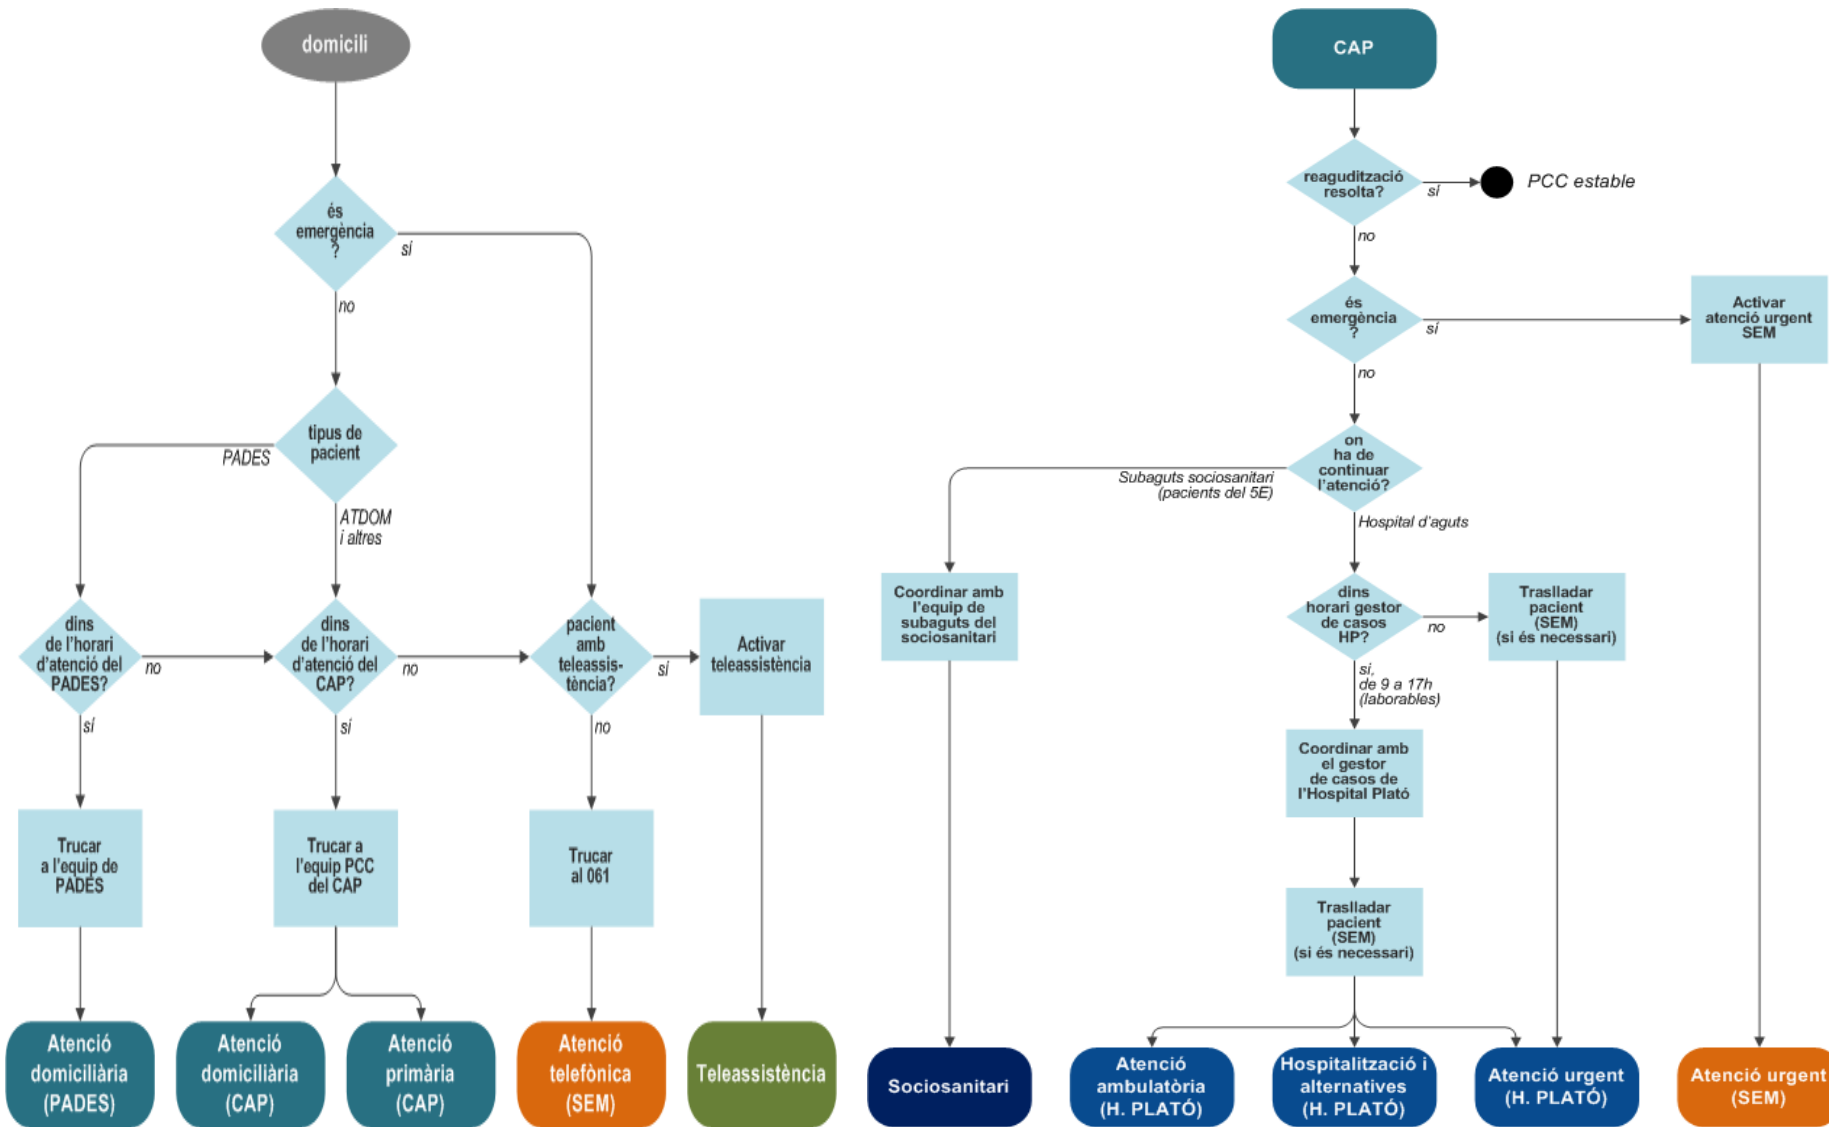 domicili
és
emergència
?
sí
no
tipus de
pacient
PADES
ATDOM
i altres
dins
de l'horari
d'atenció del
PADES?
no
sí
dins
de l'horari
d'atenció del
CAP?
no
sí
pacient
amb
teleassis-
tència?
sí
no
Activar
teleassistència
Trucar
a l'equip de
PADES
Trucar a
l'equip PCC
del CAP
Trucar
al 061
Atenció
domiciliària
(PADES)
Atenció
domiciliària
(CAP)
Atenció
primària
(CAP)
Atenció
telefònica
(SEM)
Teleassistència
CAP
reagudització
resolta?
sí
PCC estable
no
és
emergència
?
sí
Activar
atenció urgent
SEM
no
on
ha de
continuar
l'atenció?
Subaguts sociosanitari
(pacients del 5E)
Hospital d'aguts
Coordinar amb
l'equip de
subaguts del
sociosanitari
dins
horari gestor
de casos
HP?
no
Traslladar
pacient
(SEM)
(si és necessari)
si,
de 9 a 17h
(laborables)
Coordinar amb
el gestor
de casos de
l'Hospital Plató
Traslladar
pacient
(SEM)
(si és necessari)
Sociosanitari
Atenció
ambulatòria
(H. PLATÓ)
Hospitalització i
alternatives
(H. PLATÓ)
Atenció urgent
(H. PLATÓ)
Atenció urgent
(SEM)